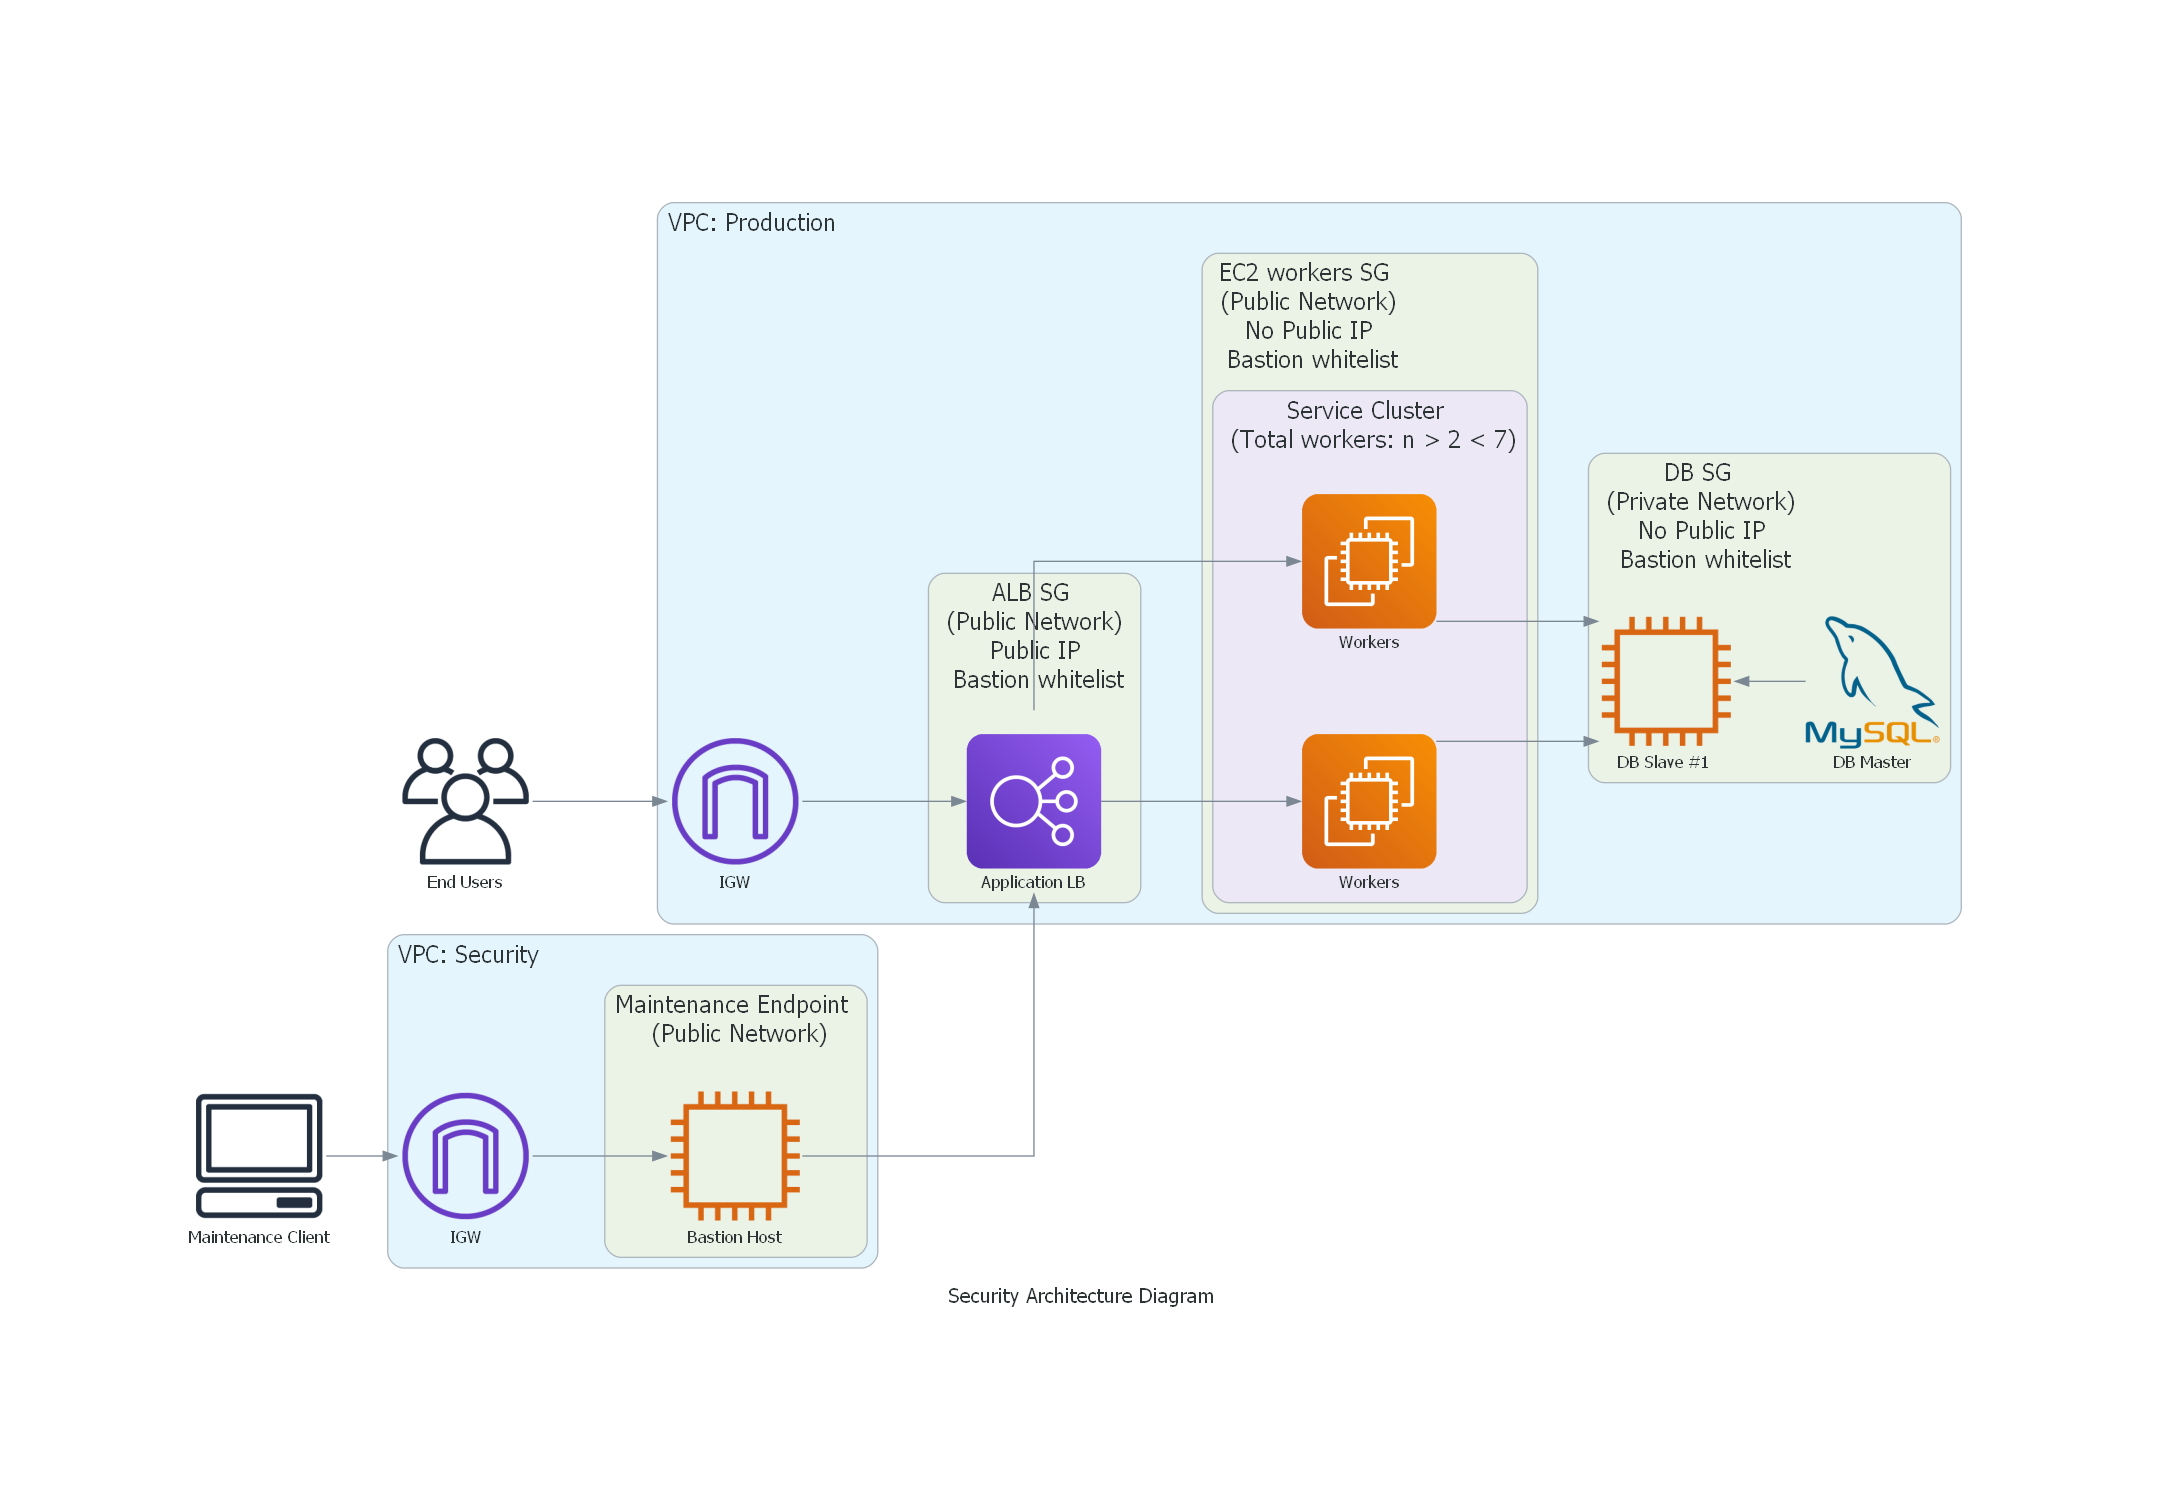 VPC: Production
EC2 workers SG
(Public Network)
No Public IP
Bastion whitelist
Service Cluster
(Total workers: n > 2 < 7)
Workers
Workers
DB SG
(Private Network)
No Public IP
Bastion whitelist
DB Slave #1
MySQL®
DB Master
ALB SG
(Public Network)
Public IP
Bastion whitelist
Application LB
End Users
IGW
VPC: Security
Maintenance Endpoint
(Public Network)
Maintenance Client
IGW
Bastion Host
Security Architecture Diagram